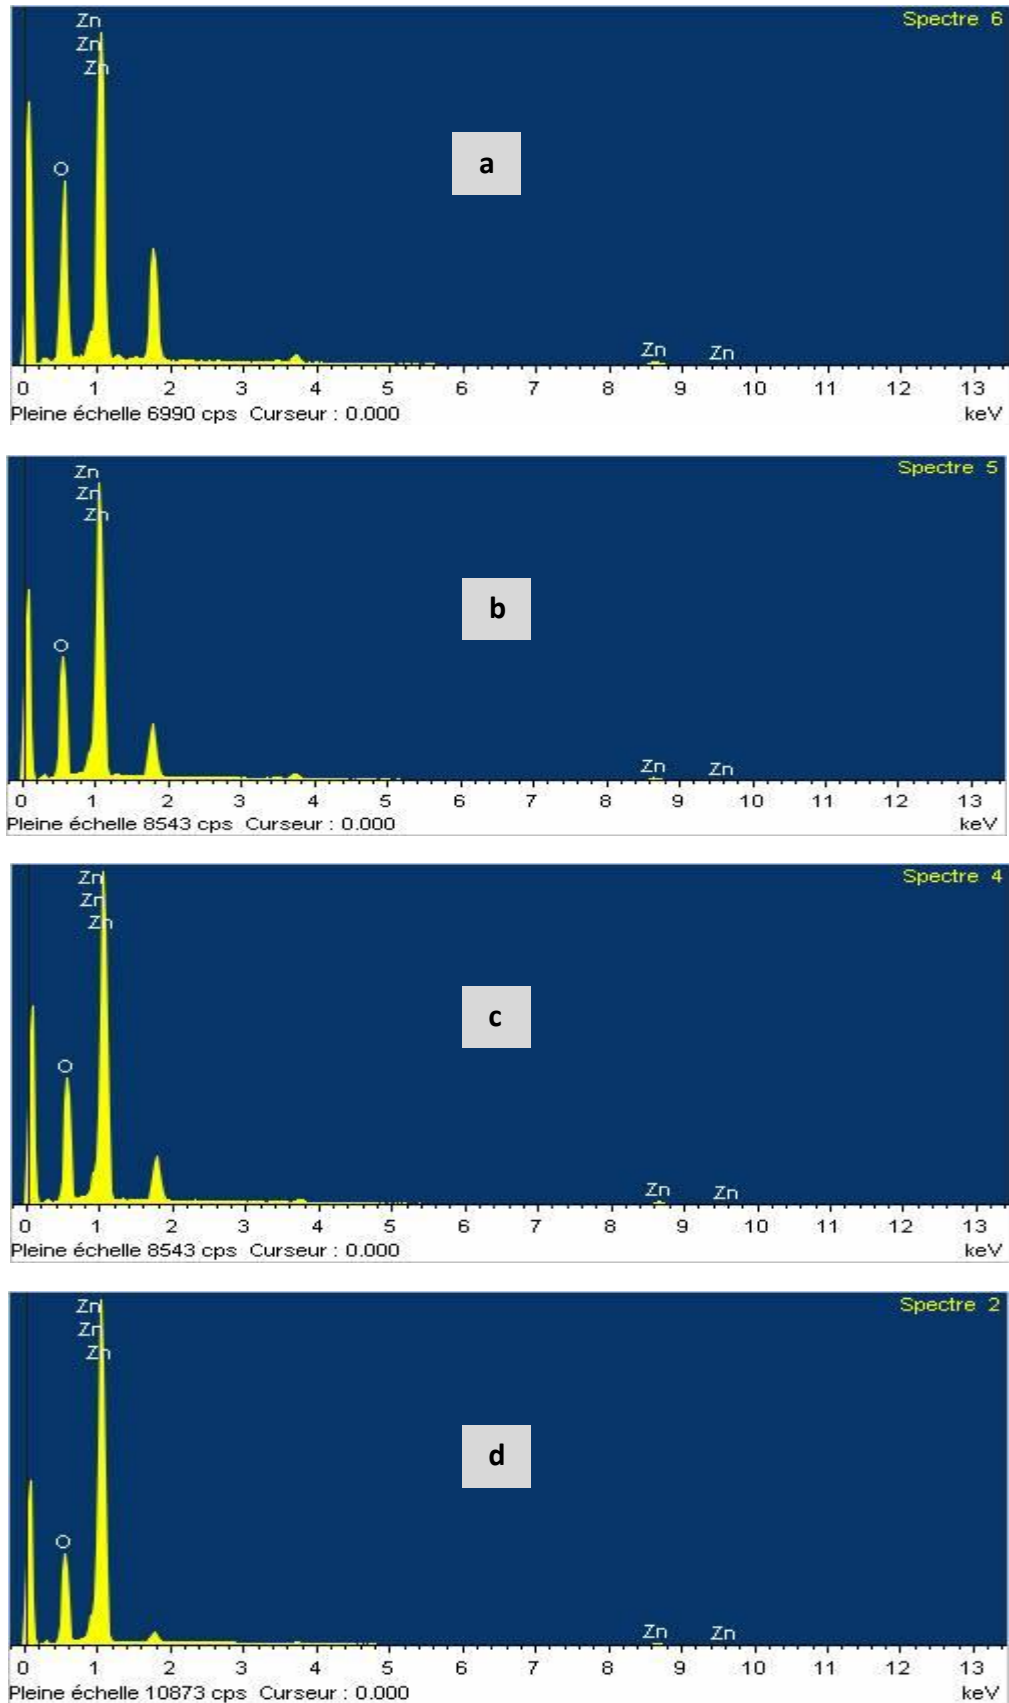 Zn
Spectre 6
Zn
Zn
a
O
Zn Zn
0 1 2 3 4 5 6 7 8 9 10 11 12 13
Pleine échelle 6990 cps Curseur : 0.000 keV
Zn
Spectre 5
Zn
Zn
b
O
Zn Zn
0 1 2 3 4 5 6 7 8 9 10 11 12 13
Pleine échelle 8543 cps Curseur : 0.000 keV
Zn
Spectre 4
Zn
Zn
c
O
Zn Zn
0 1 2 3 4 5 6 7 8 9 10 11 12 13
Pleine échelle 8543 cps Curseur : 0.000 keV
Zn
Spectre 2
Zn
Zn
d
O
Zn Zn
0 1 2 3 4 5 6 7 8 9 10 11 12 13
Pleine échelle 10873 cps Curseur : 0.000 keV